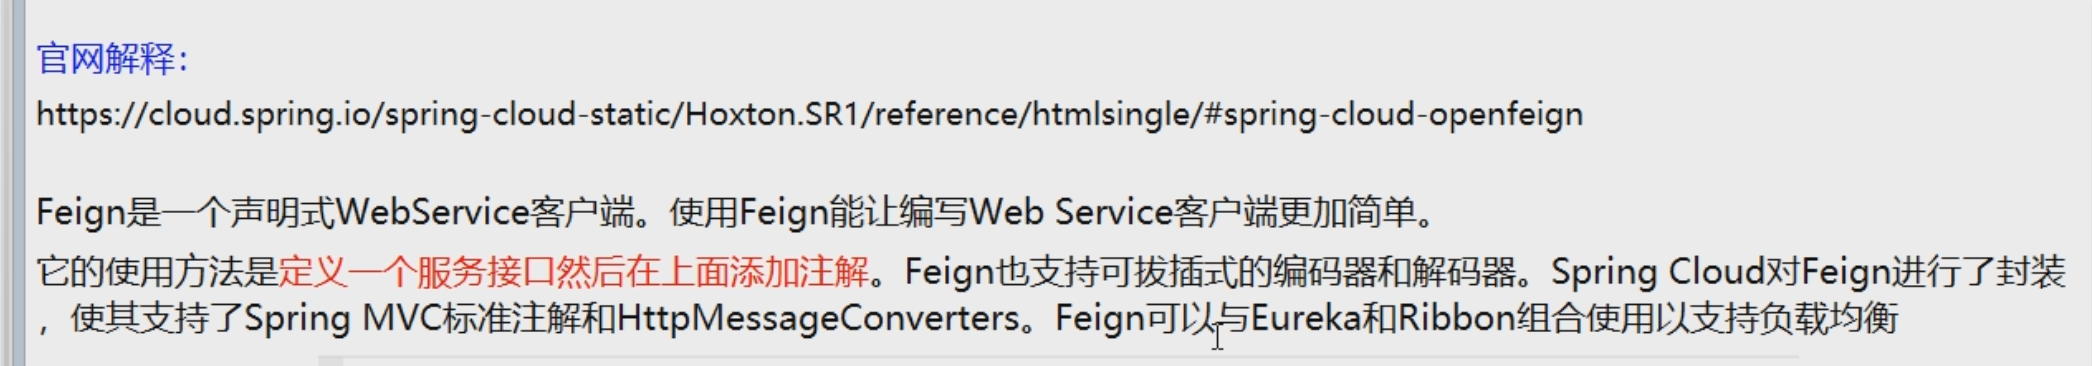 官网解释:
https://cloud.spring.io/spring-cloud-static/Hoxton.SR1/reference/htmlsingle/#spring-cloud-openfeign
Feign是一个声明式WebService客户端。使用Feign能让编写Web Service客户端更加简单。
它的使用方法是定义一个服务接口然后在上面添加注解。Feign也支持可拔插式的编码器和解码器。Spring Cloud对Feign进行了封装
，使其支持了Spring MVC标准注解和HttpMessageConverters。Feign可以与Eureka和Ribbon组合使用以支持负载均衡